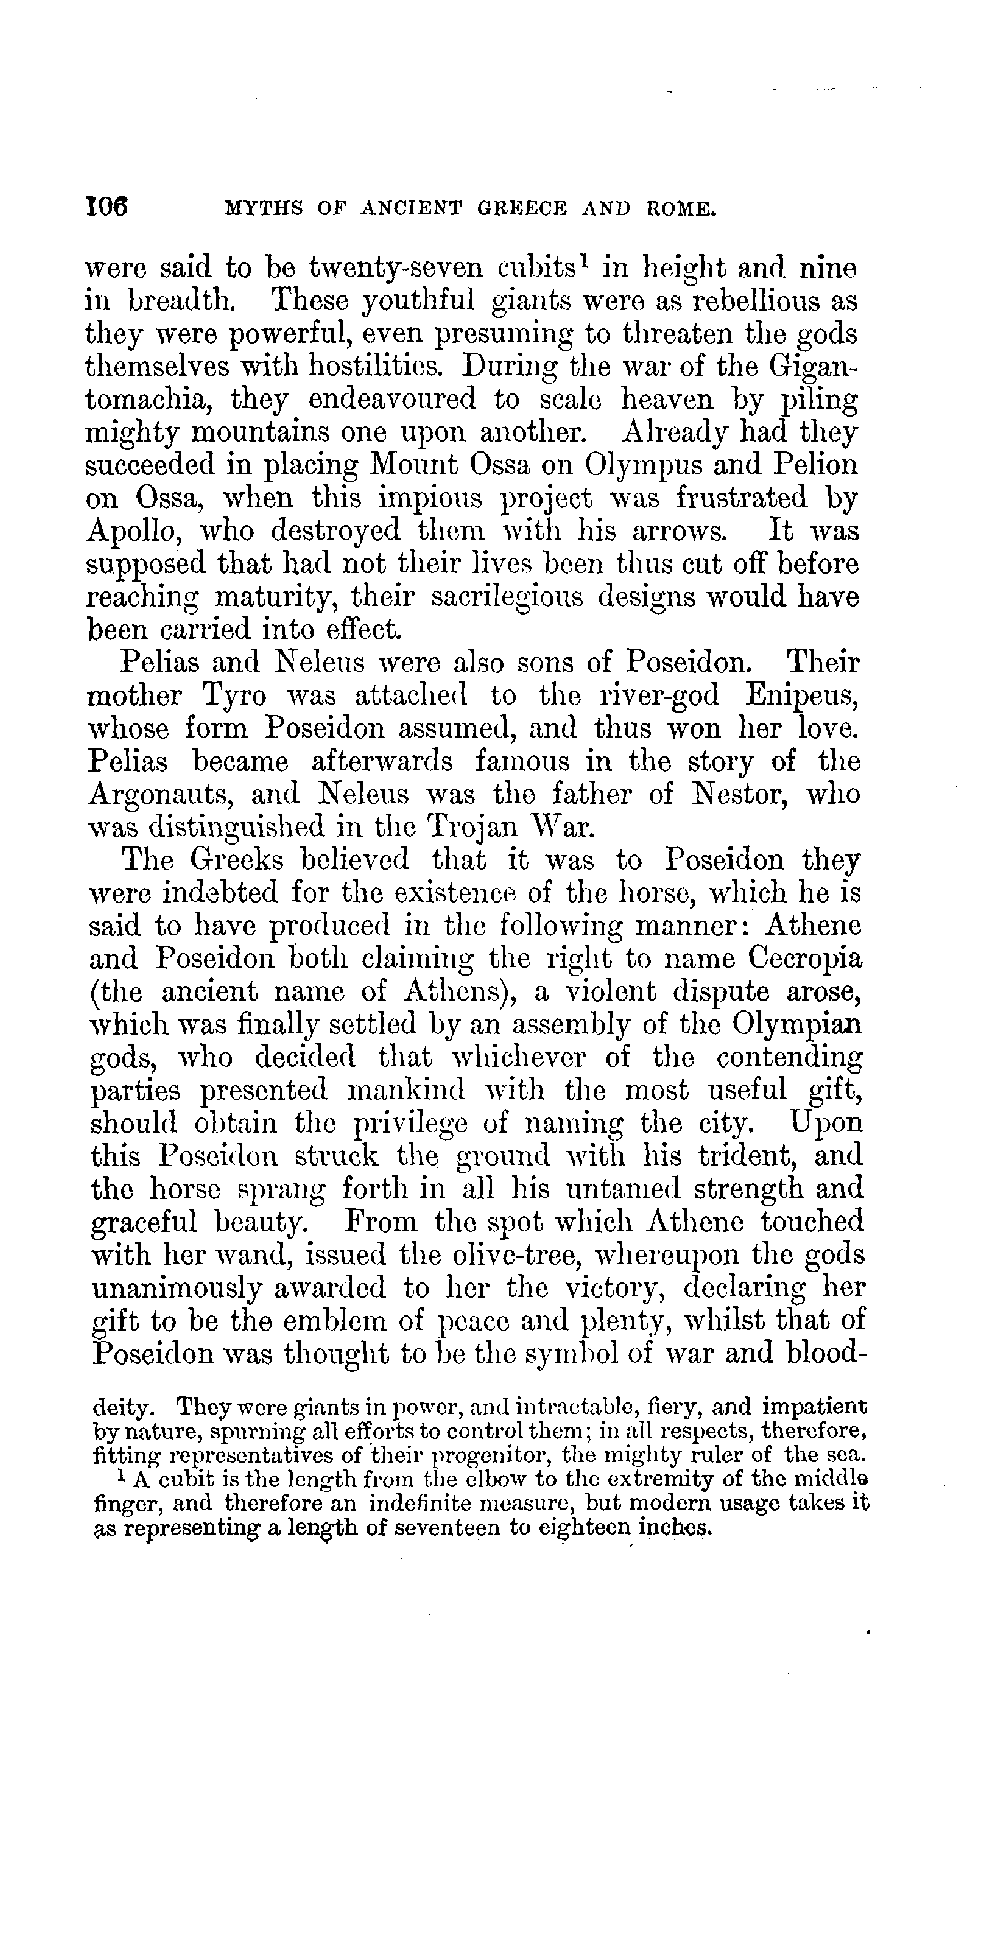 106 MYTHS OF ANCIENT GREECE AND ROME.
were said to be twenty-seven cubits¹ in height and nine
in breadth. These youthful giants were as rebellious as
they were powerful, even presuming to threaten the gods
themselves with hostilities. During the war of the Gigan-
tomachia, they endeavoured to scale heaven by piling
mighty mountains one upon another. Already had they
succeeded in placing Mount Ossa on Olympus and Pelion
on Ossa, when this impious project was frustrated by
Apollo, who destroyed them with his arrows. It was
supposed that had not their lives been thus cut off before
reaching maturity, their sacrilegious designs would have
been carried into effect.
Pelias and Neleus were also sons of Poseidon. Their
mother Tyro was attached to the river-god Enipeus,
whose form Poseidon assumed, and thus won her love.
Pelias became afterwards famous in the story of the
Argonauts, and Neleus was the father of Nestor, who
was distinguished in the Trojan War.
The Greeks believed that it was to Poseidon they
were indebted for the existence of the horse, which he is
said to have produced in the following manner: Athene
and Poseidon both claiming the right to name Cecropia
(the ancient name of Athens), a violent dispute arose,
which was finally settled by an assembly of the Olympian
gods, who decided that whichever of the contending
parties presented mankind with the most useful gift,
should obtain the privilege of naming the city. Upon
this Poseidon struck the ground with his trident, and
the horse sprang forth in all his untamed strength and
graceful beauty. From the spot which Athene touched
with her wand, issued the olive-tree, whereupon the gods
unanimously awarded to her the victory, declaring her
gift to be the emblem of peace and plenty, whilst that of
Poseidon was thought to be the symbol of war and blood-
deity. They were giants in power, and intractable, fiery, and impatient
by nature, spurning all efforts to control them; in all respects, therefore,
fitting representatives of their progenitor, the mighty ruler of the sea.
¹ A cubit is the length from the elbow to the extremity of the middle
finger, and therefore an indefinite measure, but modern usage takes it
as representing a length of seventeen to eighteen inches.